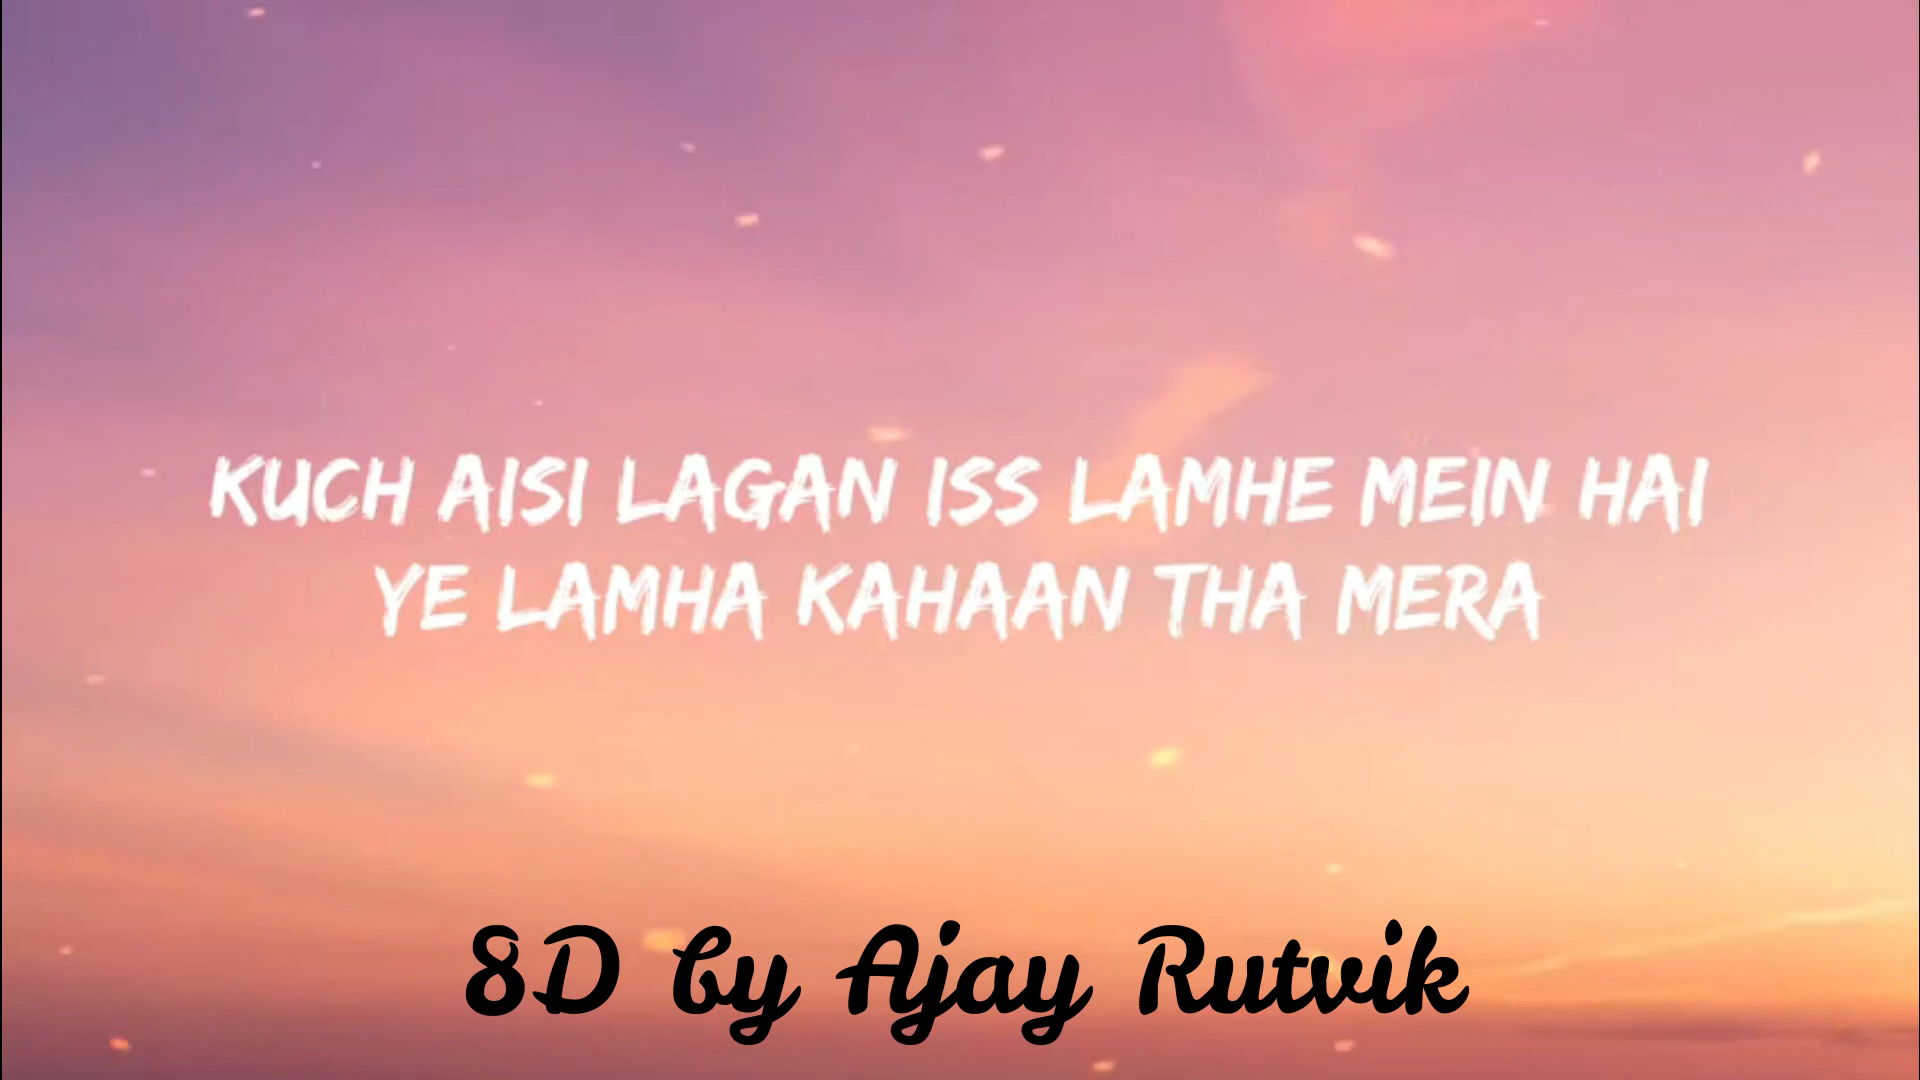 KUCH AISI LAGAN ISS LAMHE MEIN HAI
YE LAMHA KAHAAN THA MERA
8D by Ajay Rutvik